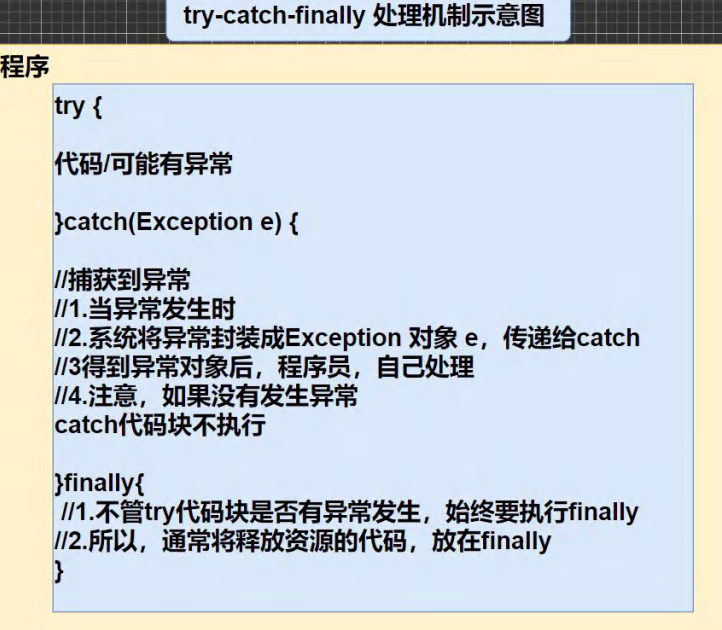 try-catch-finally 处理机制示意图
程序
try {
代码/可能有异常
}catch(Exception e) {
//捕获到异常
//1.当异常发生时
//2.系统将异常封装成Exception 对象 e，传递给catch
//3得到异常对象后，程序员，自己处理
//4.注意，如果没有发生异常
catch代码块不执行
}finally{
//1.不管try代码块是否有异常发生，始终要执行finally
//2.所以，通常将释放资源的代码，放在finally
}